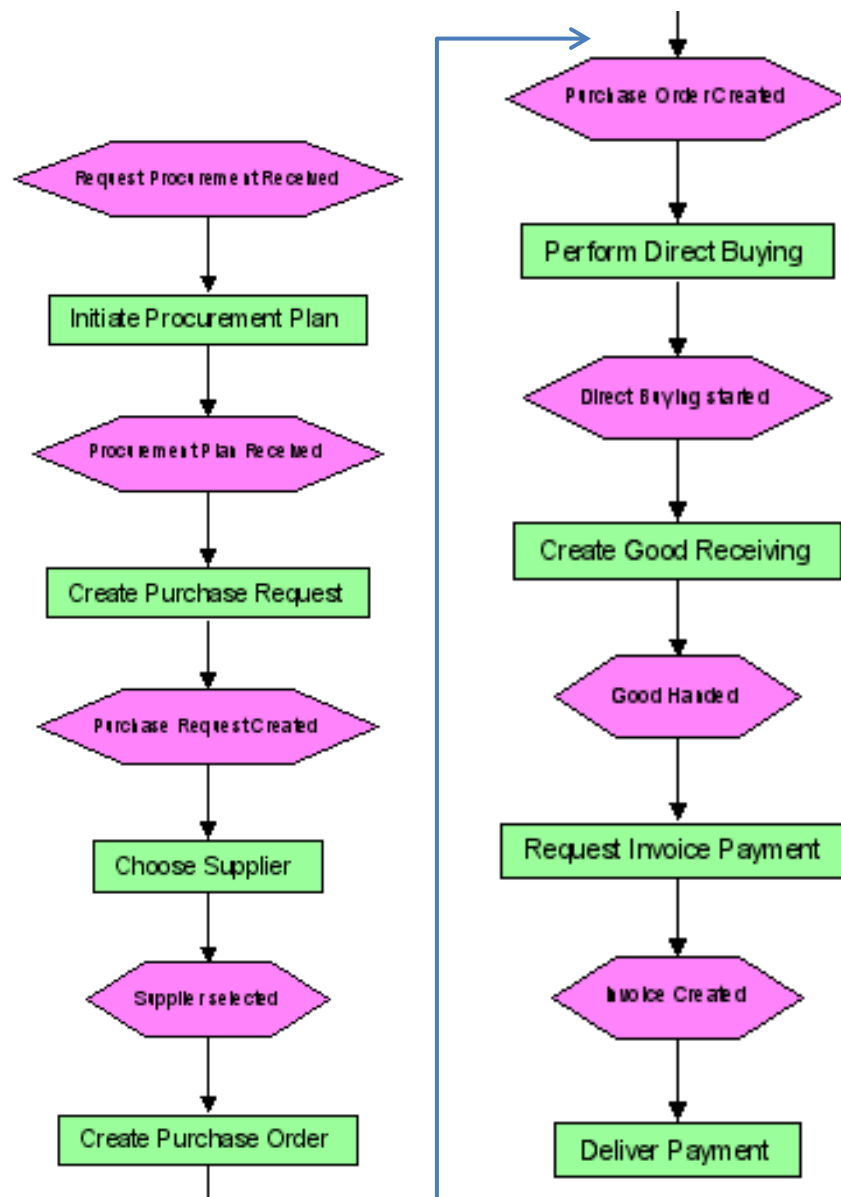 Request Procurement Received
Initiate Procurement Plan
Procurement Plan Received
Create Purchase Request
Purchase Request Created
Choose Supplier
Supplier selected
Create Purchase Order
Purchase Order Created
Perform Direct Buying
Direct Buying started
Create Good Receiving
Good Handed
Request Invoice Payment
Invoice Created
Deliver Payment